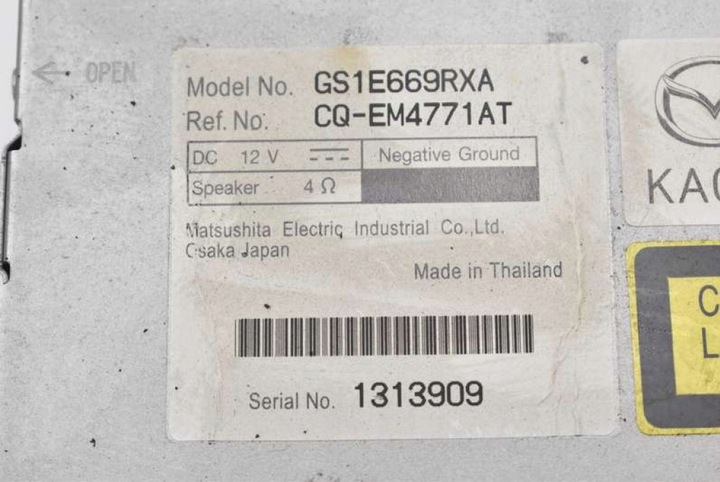 OPEN
Model No. GS1E669RXA
Ref. No. CQ-EM4771AT
DC 12 V Negative Ground
Speaker 4 Ω
Matsushita Electric Industrial Co.,Ltd.
Osaka Japan
Made in Thailand
Serial No. 1313909